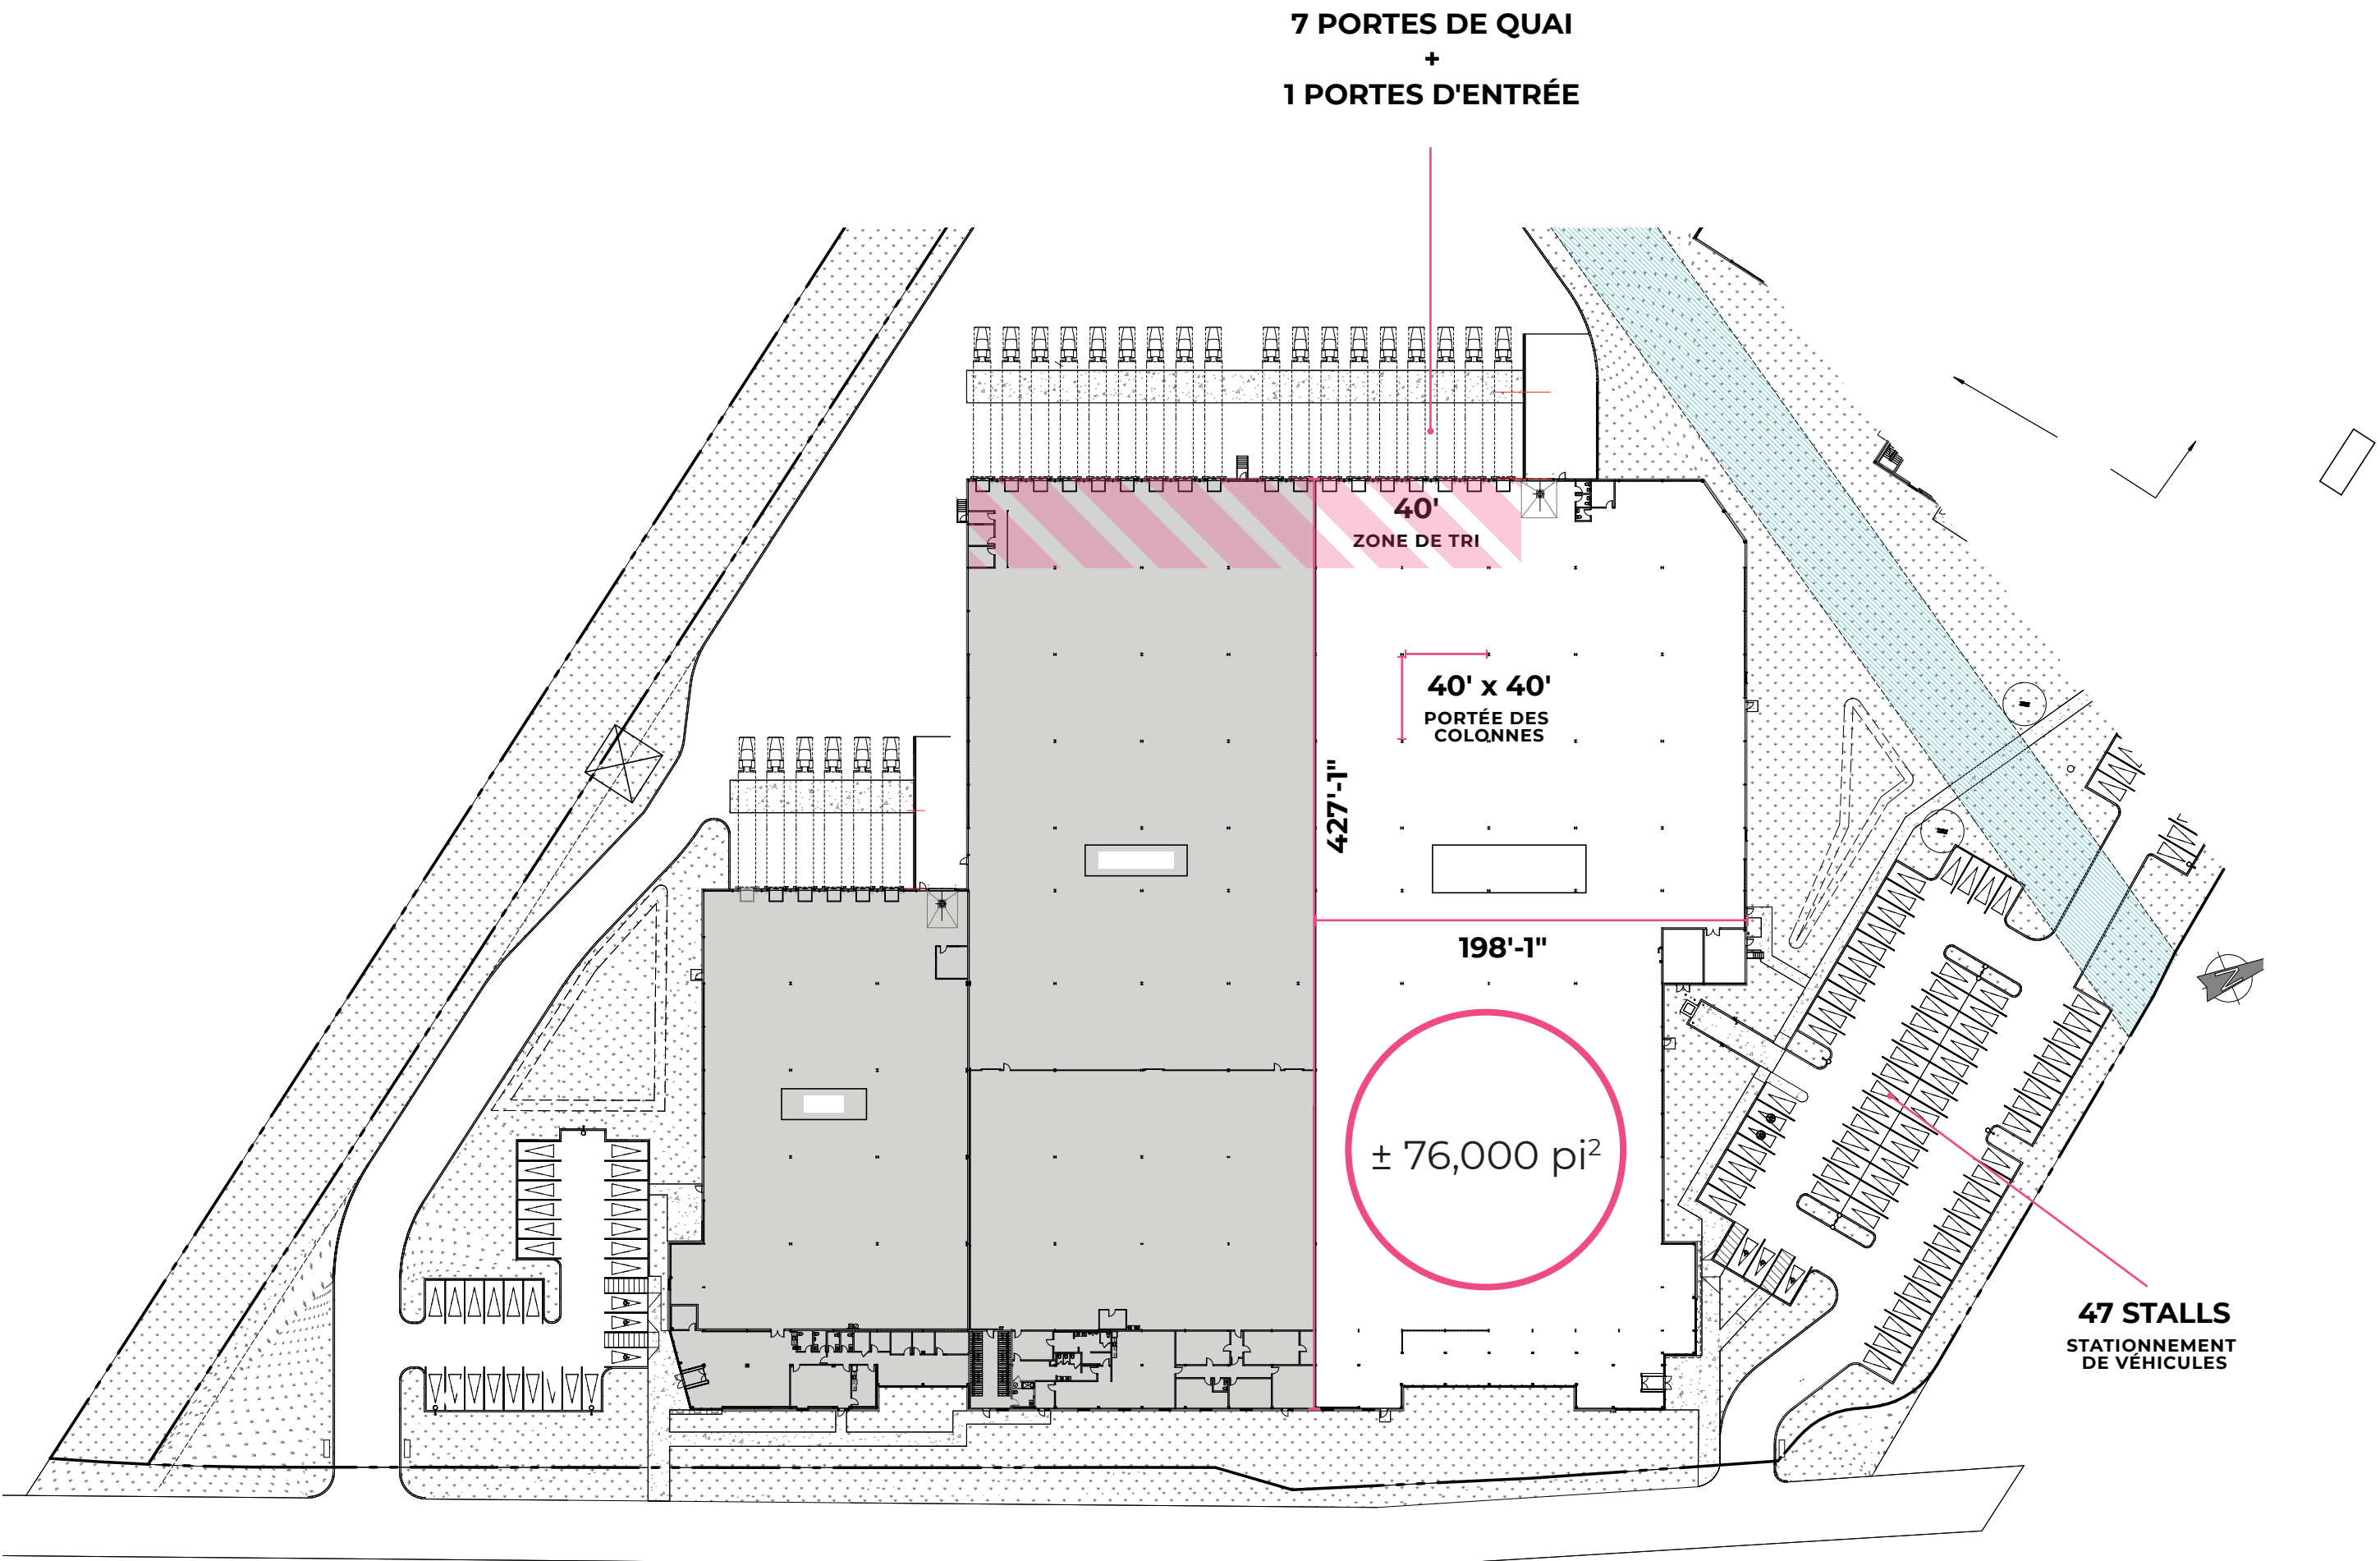 7 PORTES DE QUAI
+
1 PORTES D'ENTRÉE
40'
ZONE DE TRI
40' x 40'
PORTÉE DES
COLONNES
427'-1"
198'-1"
± 76,000 pi²
47 STALLS
STATIONNEMENT
DE VÉHICULES
N